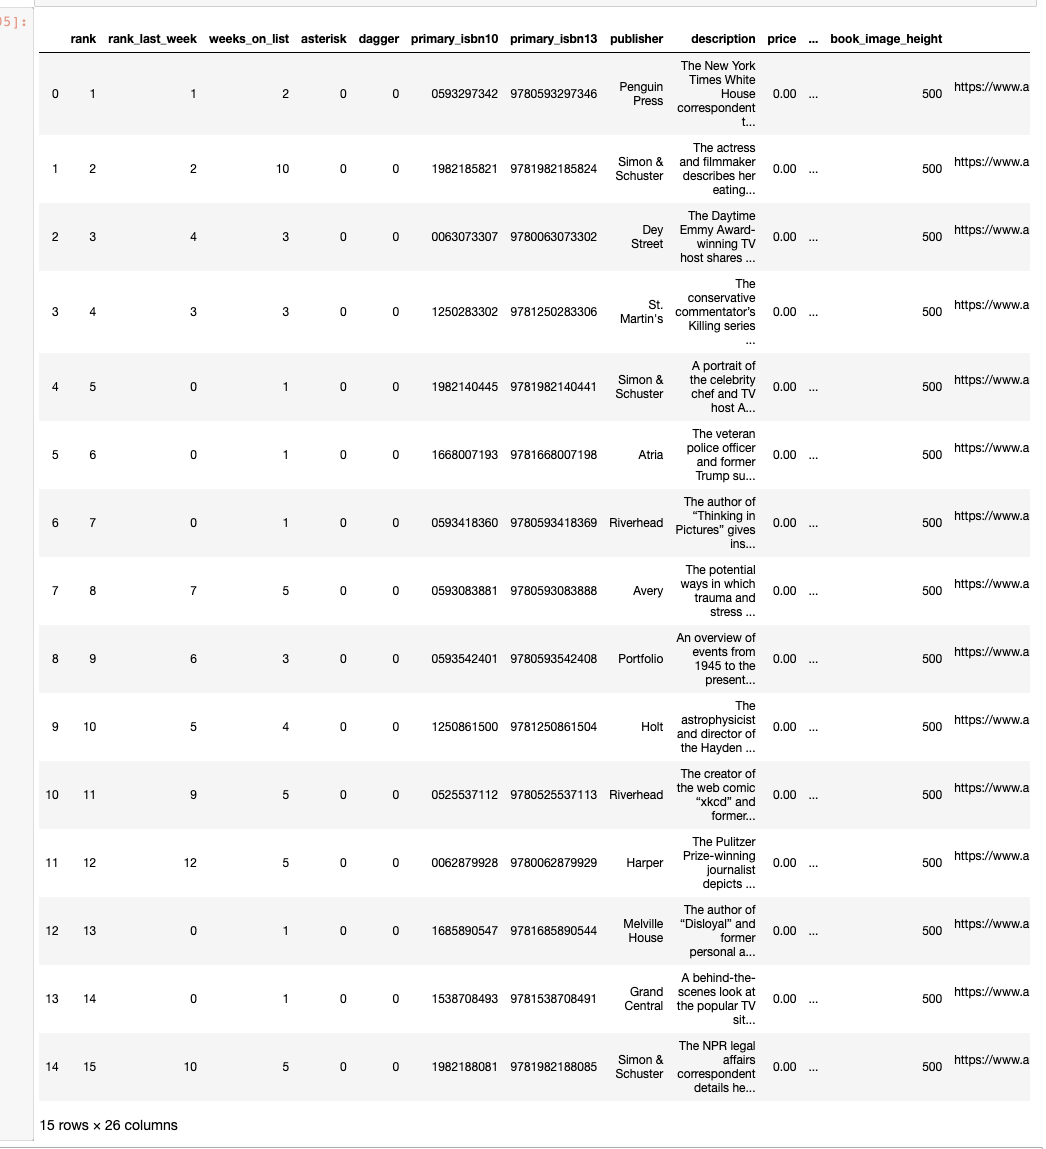 05]:
rank rank_last_week weeks_on_list asterisk dagger primary_isbn10 primary_isbn13 publisher description price ... book_image_height
0 1 1 2 0 0 0593297342 9780593297346 Penguin Press The New York Times White House correspondent t... 0.00 ... 500 https://www.a
1 2 2 10 0 0 1982185821 9781982185824 Simon & Schuster The actress and filmmaker describes her eating... 0.00 ... 500 https://www.a
2 3 4 3 0 0 0063073307 9780063073302 Dey Street The Daytime Emmy Award-winning TV host shares ... 0.00 ... 500 https://www.a
3 4 3 3 0 0 1250283302 9781250283306 St. Martin's The conservative commentator’s Killing series ... 0.00 ... 500 https://www.a
4 5 0 1 0 0 1982140445 9781982140441 Simon & Schuster A portrait of the celebrity chef and TV host A... 0.00 ... 500 https://www.a
5 6 0 1 0 0 1668007193 9781668007198 Atria The veteran police officer and former Trump su... 0.00 ... 500 https://www.a
6 7 0 1 0 0 0593418360 9780593418369 Riverhead The author of “Thinking in Pictures” gives ins... 0.00 ... 500 https://www.a
7 8 7 5 0 0 0593083881 9780593083888 Avery The potential ways in which trauma and stress ... 0.00 ... 500 https://www.a
8 9 6 3 0 0 0593542401 9780593542408 Portfolio An overview of events from 1945 to the present... 0.00 ... 500 https://www.a
9 10 5 4 0 0 1250861500 9781250861504 Holt The astrophysicist and director of the Hayden ... 0.00 ... 500 https://www.a
10 11 9 5 0 0 0525537112 9780525537113 Riverhead The creator of the web comic “xkcd” and former... 0.00 ... 500 https://www.a
11 12 12 5 0 0 0062879928 9780062879929 Harper The Pulitzer Prize-winning journalist depicts ... 0.00 ... 500 https://www.a
12 13 0 1 0 0 1685890547 9781685890544 Melville House The author of “Disloyal” and former personal a... 0.00 ... 500 https://www.a
13 14 0 1 0 0 1538708493 9781538708491 Grand Central A behind-the-scenes look at the popular TV sit... 0.00 ... 500 https://www.a
14 15 10 5 0 0 1982188081 9781982188085 Simon & Schuster The NPR legal affairs correspondent details he... 0.00 ... 500 https://www.a
15 rows × 26 columns